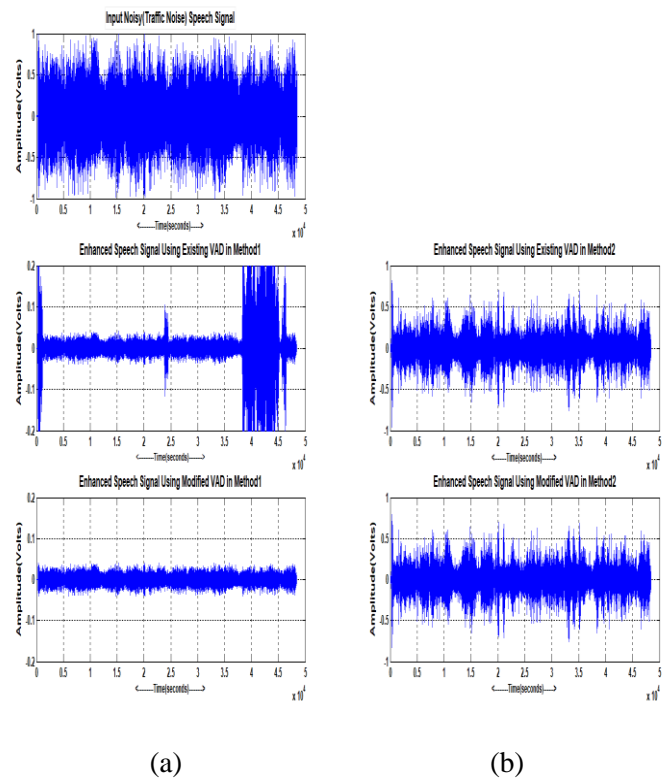 Input Noisy(Traffic Noise) Speech Signal
Amplitude(Volts)
1
0.5
0
-0.5
-1
0 0.5 1 1.5 2 2.5 3 3.5 4 4.5 5
<-------Time(seconds)------>
x 10^4
Enhanced Speech Signal Using Existing VAD in Method1
Amplitude(Volts)
0.2
0.1
0
-0.1
-0.2
0 0.5 1 1.5 2 2.5 3 3.5 4 4.5 5
<-------Time(seconds)------>
x 10^4
Enhanced Speech Signal Using Existing VAD in Method2
Amplitude(Volts)
1
0.5
0
-0.5
-1
0 0.5 1 1.5 2 2.5 3 3.5 4 4.5 5
<-------Time(seconds)------>
x 10^4
Enhanced Speech Signal Using Modified VAD in Method1
Amplitude(Volts)
0.2
0.1
0
-0.1
-0.2
0 0.5 1 1.5 2 2.5 3 3.5 4 4.5 5
<-------Time(seconds)------>
x 10^4
Enhanced Speech Signal Using Modified VAD in Method2
Amplitude(Volts)
1
0.5
0
-0.5
-1
0 0.5 1 1.5 2 2.5 3 3.5 4 4.5 5
<-------Time(seconds)------>
x 10^4
(a)
(b)